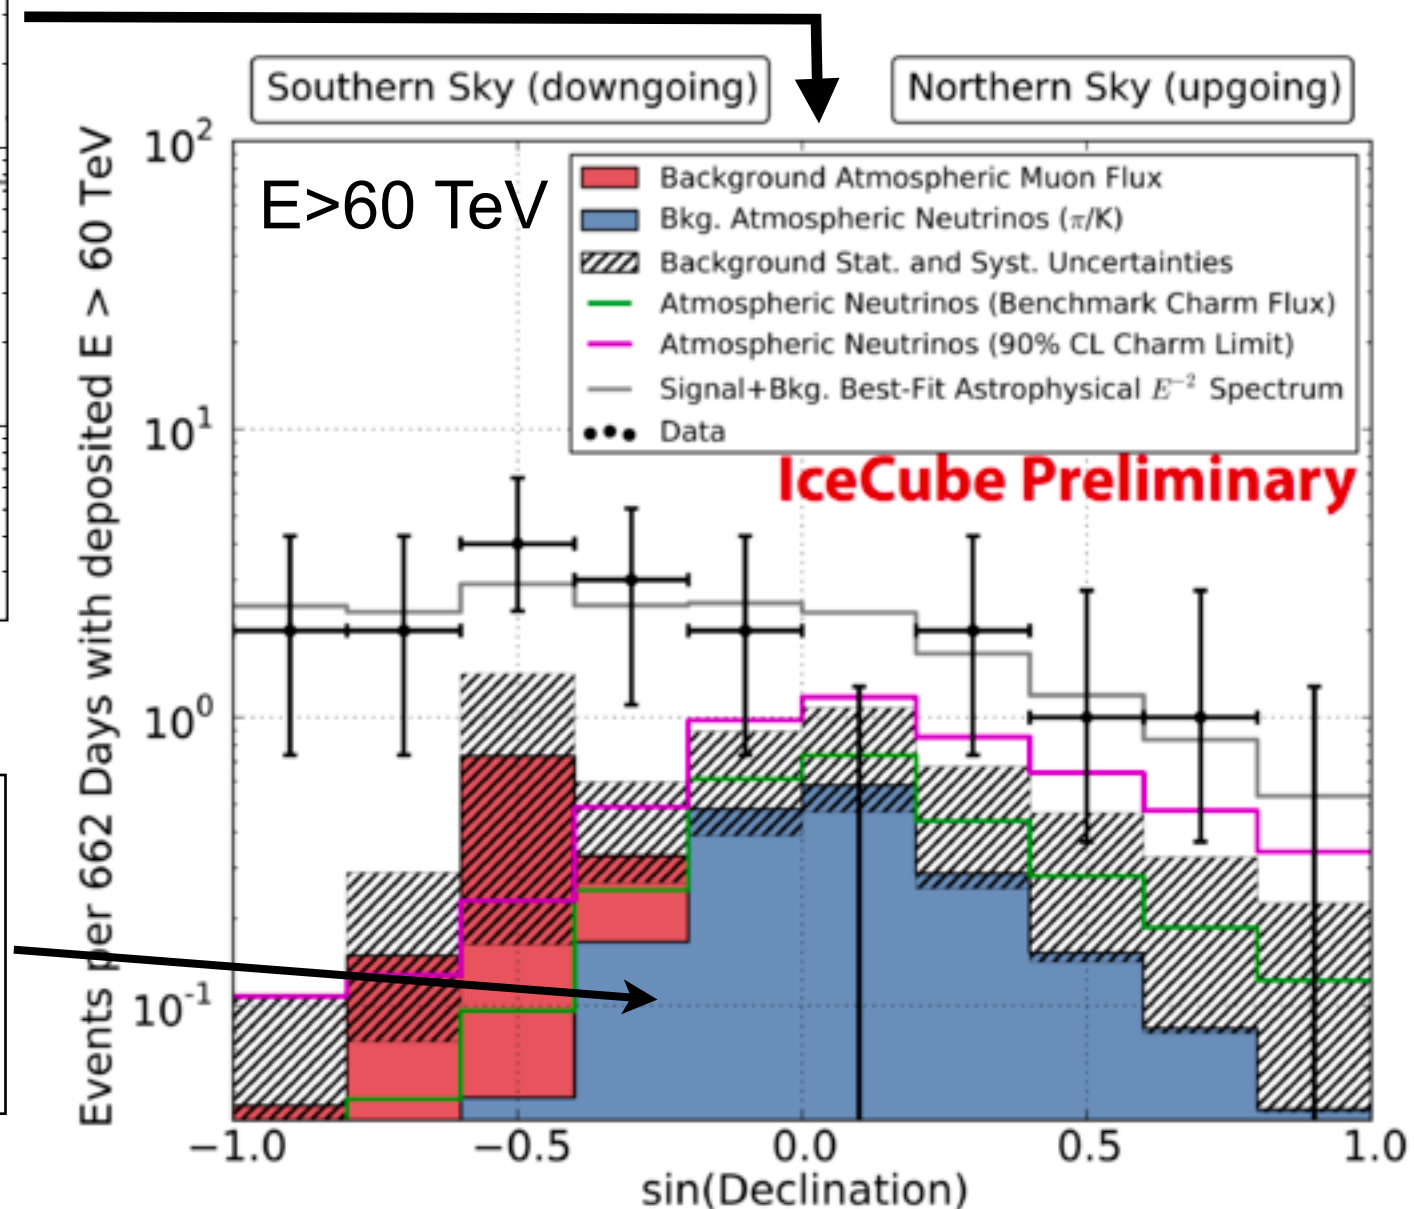 Southern Sky (downgoing)
Northern Sky (upgoing)
E>60 TeV
Background Atmospheric Muon Flux
Bkg. Atmospheric Neutrinos (π/K)
Background Stat. and Syst. Uncertainties
Atmospheric Neutrinos (Benchmark Charm Flux)
Atmospheric Neutrinos (90% CL Charm Limit)
Signal+Bkg. Best-Fit Astrophysical E⁻² Spectrum
Data
IceCube Preliminary
Events per 662 Days with deposited E > 60 TeV
10²
10¹
10⁰
10⁻¹
−1.0 −0.5 0.0 0.5 1.0
sin(Declination)